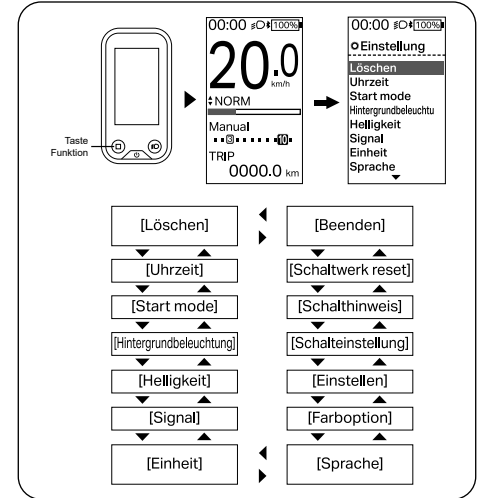 Taste
Funktion
00:00 100%
20.0
km/h
NORM
Manual
3 10
TRIP
0000.0 km
00:00 100%
Einstellung
Löschen
Uhrzeit
Start mode
Hintergrundbeleuchtu
Helligkeit
Signal
Einheit
Sprache
[Löschen]
[Uhrzeit]
[Start mode]
[Hintergrundbeleuchtung]
[Helligkeit]
[Signal]
[Einheit]
[Beenden]
[Schaltwerk reset]
[Schalthinweis]
[Schalteinstellung]
[Einstellen]
[Farboption]
[Sprache]